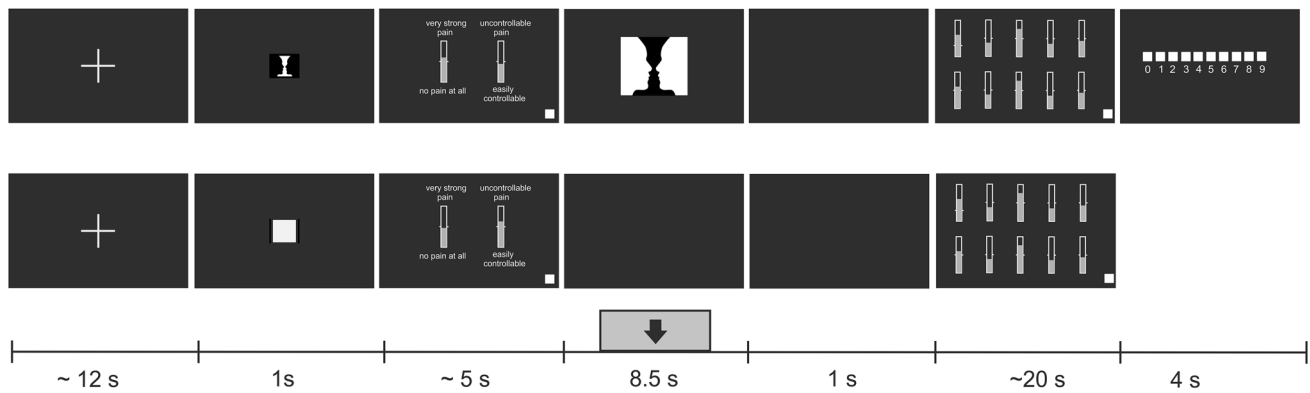 very strong
pain
uncontrollable
pain
no pain at all
easily
controllable
0 1 2 3 4 5 6 7 8 9
very strong
pain
uncontrollable
pain
no pain at all
easily
controllable
~ 12 s
1s
~ 5 s
8.5 s
1 s
~20 s
4 s